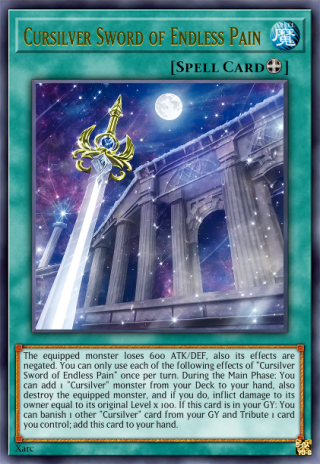 Cursilver Sword of Endless Pain
[Spell Card]
The equipped monster loses 600 ATK/DEF, also its effects are
negated. You can only use each of the following effects of "Cursilver
Sword of Endless Pain" once per turn. During the Main Phase: You
can add 1 "Cursilver" monster from your Deck to your hand, also
destroy the equipped monster, and if you do, inflict damage to its
owner equal to its original Level x 100. If this card is in your GY: You
can banish 1 other "Cursilver" card from your GY and Tribute 1 card
you control; add this card to your hand.
Xarc